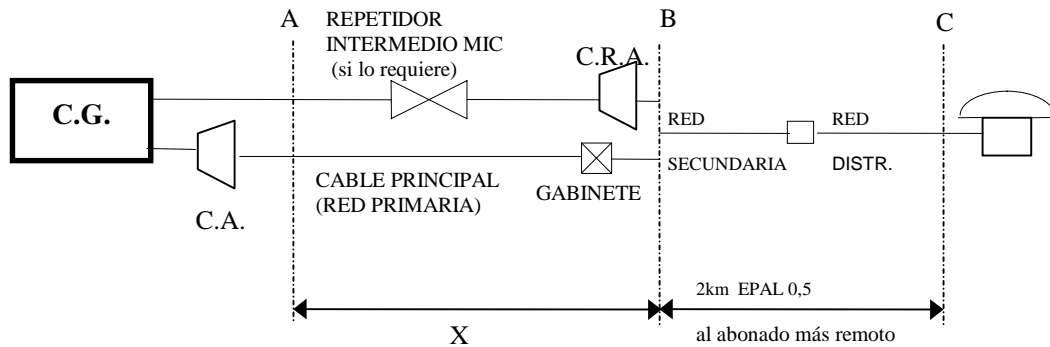 A
REPETIDOR
INTERMEDIO MIC
(si lo requiere)
B
C
C.R.A.
C.G.
RED
RED
SECUNDARIA
DISTR.
CABLE PRINCIPAL
(RED PRIMARIA)
GABINETE
C.A.
2km EPAL 0,5
X
al abonado más remoto